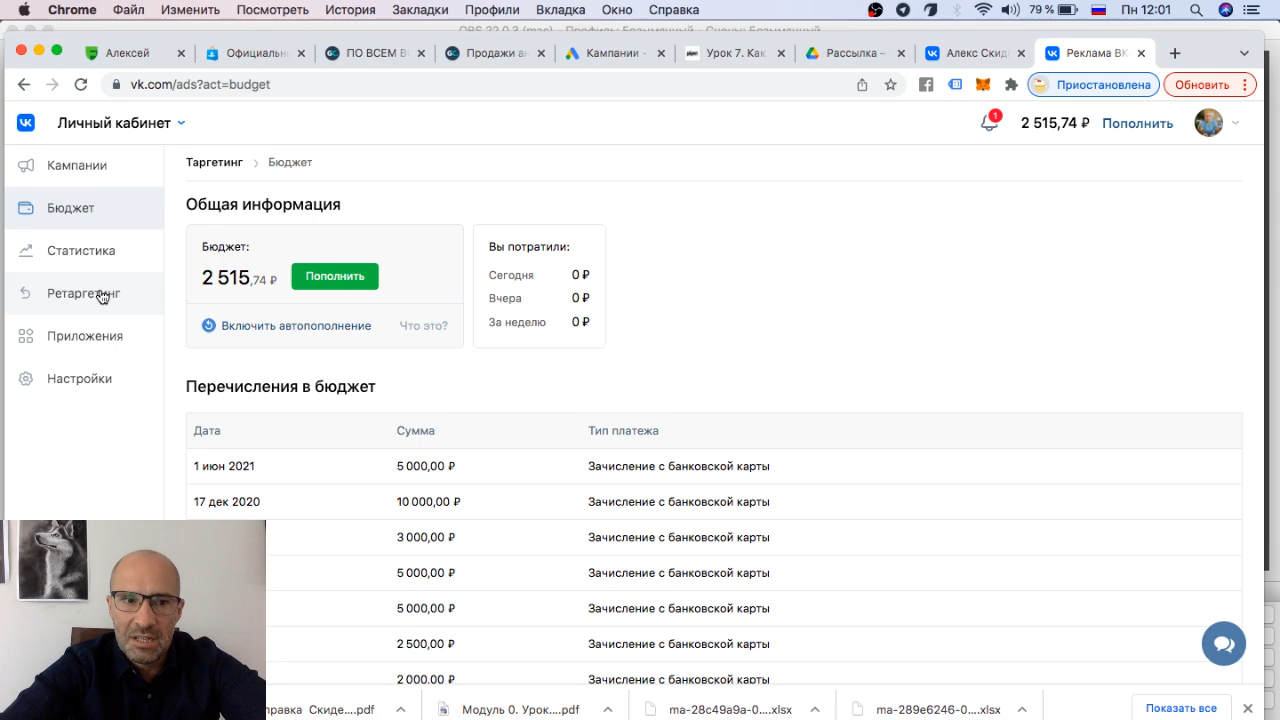 Chrome Файл Изменить Посмотреть История Закладки Профили Вкладка Окно Справка 79 % Пн 12:01
Алексей Официальн ПО ВСЕМ В Продажи ва Кампании - Урок 7. Как Рассылка – Алекс Скид Реклама ВК
vk.com/ads?act=budget Приостановлена Обновить
Личный кабинет 1 2 515,74 ₽ Пополнить
Кампании
Бюджет
Статистика
Ретаргетинг
Приложения
Настройки
Таргетинг Бюджет
Общая информация
Бюджет:
2 515,74 ₽ Пополнить
Включить автопополнение Что это?
Вы потратили:
Сегодня 0 ₽
Вчера 0 ₽
За неделю 0 ₽
Перечисления в бюджет
Дата Сумма Тип платежа
1 июн 2021 5 000,00 ₽ Зачисление с банковской карты
17 дек 2020 10 000,00 ₽ Зачисление с банковской карты
3 000,00 ₽ Зачисление с банковской карты
5 000,00 ₽ Зачисление с банковской карты
5 000,00 ₽ Зачисление с банковской карты
2 500,00 ₽ Зачисление с банковской карты
2 000,00 ₽ Зачисление с банковской карты
правка Скиде....pdf Модуль 0. Урок....pdf ma-28c49a9a-0....xlsx ma-289e6246-0....xlsx Показать все